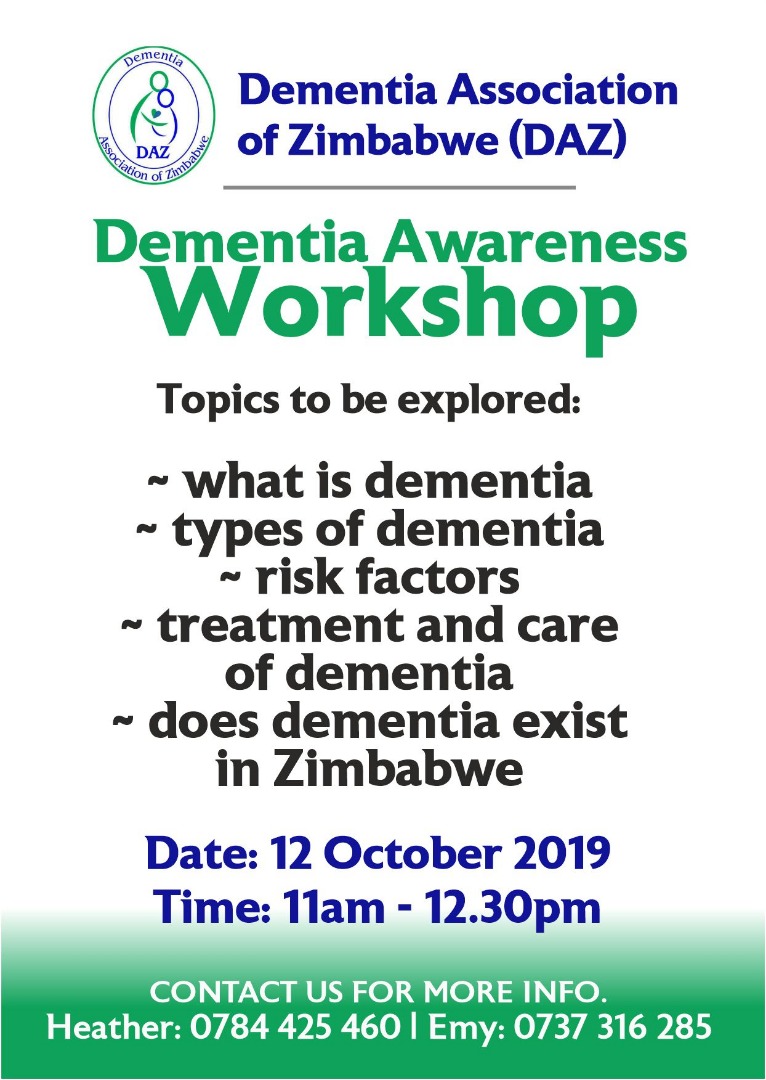 Dementia
DAZ
Association of Zimbabwe
Dementia Association
of Zimbabwe (DAZ)
Dementia Awareness
Workshop
Topics to be explored:
~ what is dementia
~ types of dementia
~ risk factors
~ treatment and care
of dementia
~ does dementia exist
in Zimbabwe
Date: 12 October 2019
Time: 11am - 12.30pm
CONTACT US FOR MORE INFO.
Heather: 0784 425 460 | Emy: 0737 316 285